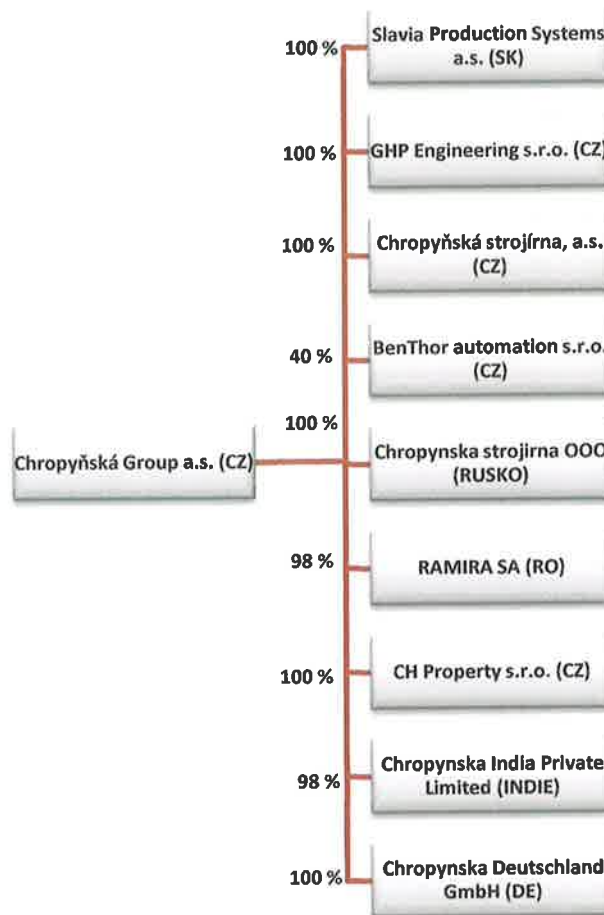 100 %
Slavia Production Systems
a.s. (SK)
100 %
GHP Engineering s.r.o. (CZ)
100 %
Chropyňská strojírna, a.s.
(CZ)
40 %
BenThor automation s.r.o.
(CZ)
100 %
Chropyňská Group a.s. (CZ)
Chropynska strojirna OOO
(RUSKO)
98 %
RAMIRA SA (RO)
100 %
CH Property s.r.o. (CZ)
98 %
Chropynska India Private
Limited (INDIE)
100 %
Chropynska Deutschland
GmbH (DE)